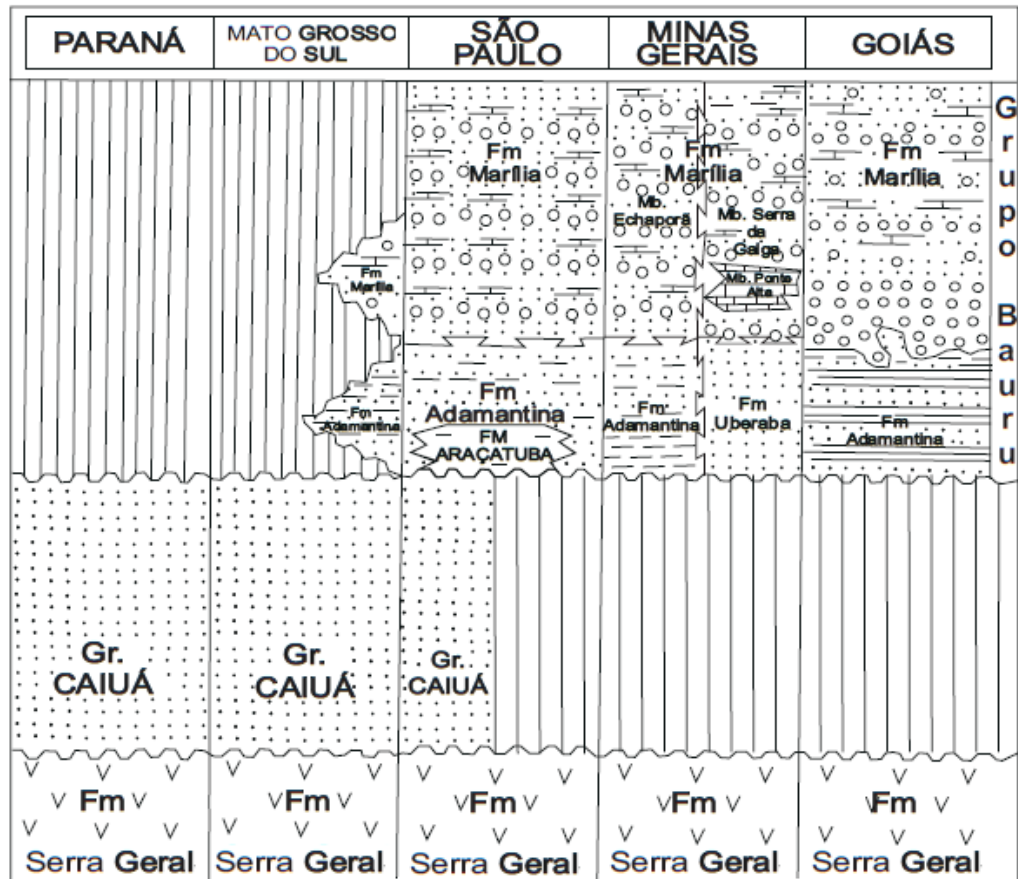 PARANÁ
MATO GROSSO
DO SUL
SÃO
PAULO
MINAS
GERAIS
GOIÁS
Fm
Marília
Fm
Marília
Fm
Marília
Mb.
Echaporã
Mb. Serra
da
Galga
Mb. Ponte
Alta
Fm
Marília
Fm
Adamantina
Fm
Adamantina
FM
ARAÇATUBA
Fm
Adamantina
Fm
Uberaba
Fm
Adamantina
Grupo Bauru
Gr.
CAIUÁ
Gr.
CAIUÁ
Gr.
CAIUÁ
Fm
Serra Geral
Fm
Serra Geral
Fm
Serra Geral
Fm
Serra Geral
Fm
Serra Geral